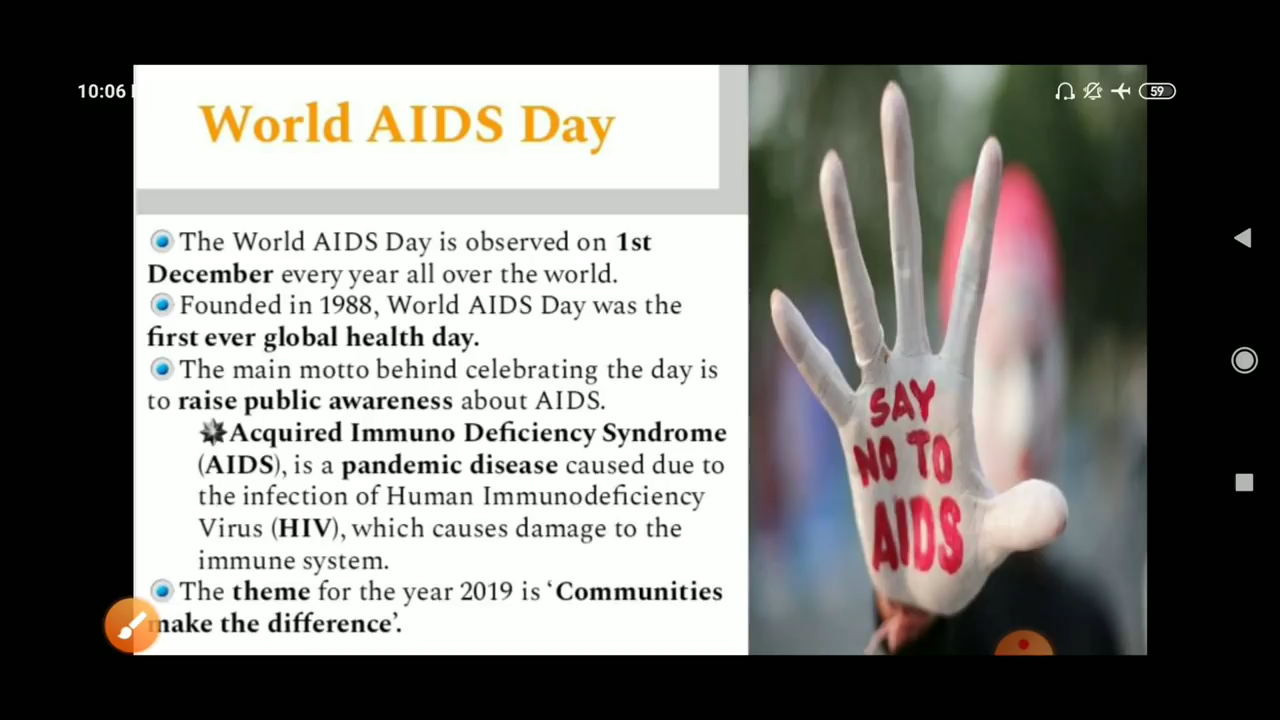 10:06
59
World AIDS Day
The World AIDS Day is observed on 1st
December every year all over the world.
Founded in 1988, World AIDS Day was the
first ever global health day.
The main motto behind celebrating the day is
to raise public awareness about AIDS.
Acquired Immuno Deficiency Syndrome
(AIDS), is a pandemic disease caused due to
the infection of Human Immunodeficiency
Virus (HIV), which causes damage to the
immune system.
The theme for the year 2019 is ‘Communities
make the difference’.
SAY
NO TO
AIDS